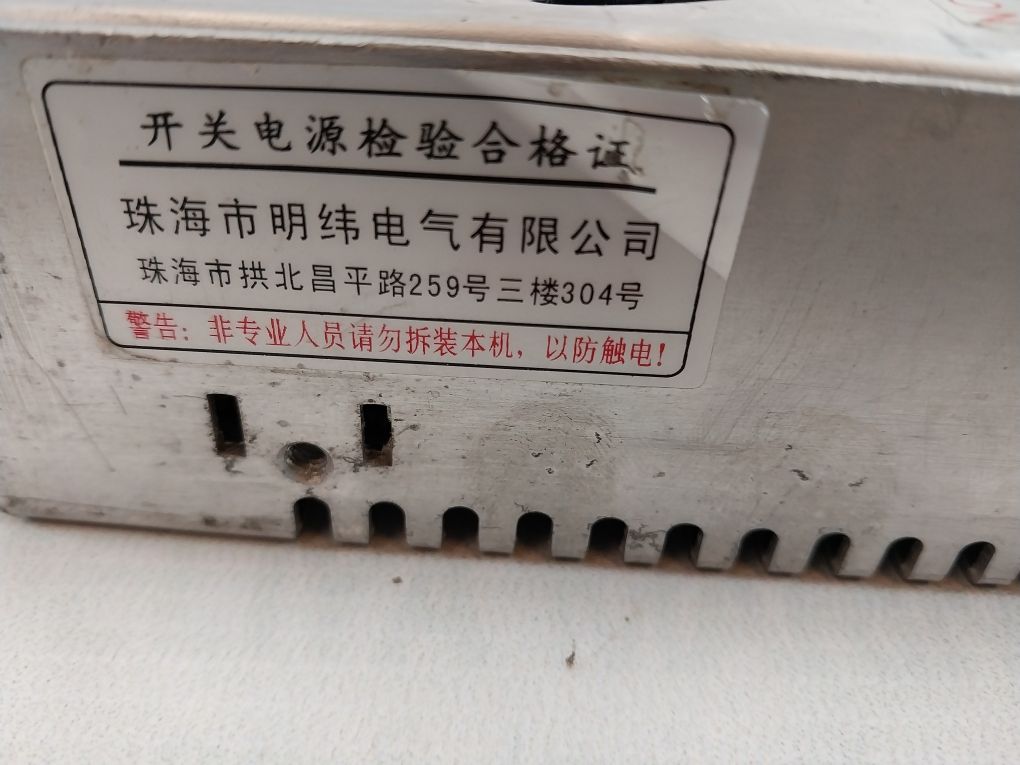 开关电源检验合格证
珠海市明纬电气有限公司
珠海市拱北昌平路259号三楼304号
警告：非专业人员请勿拆装本机，以防触电！